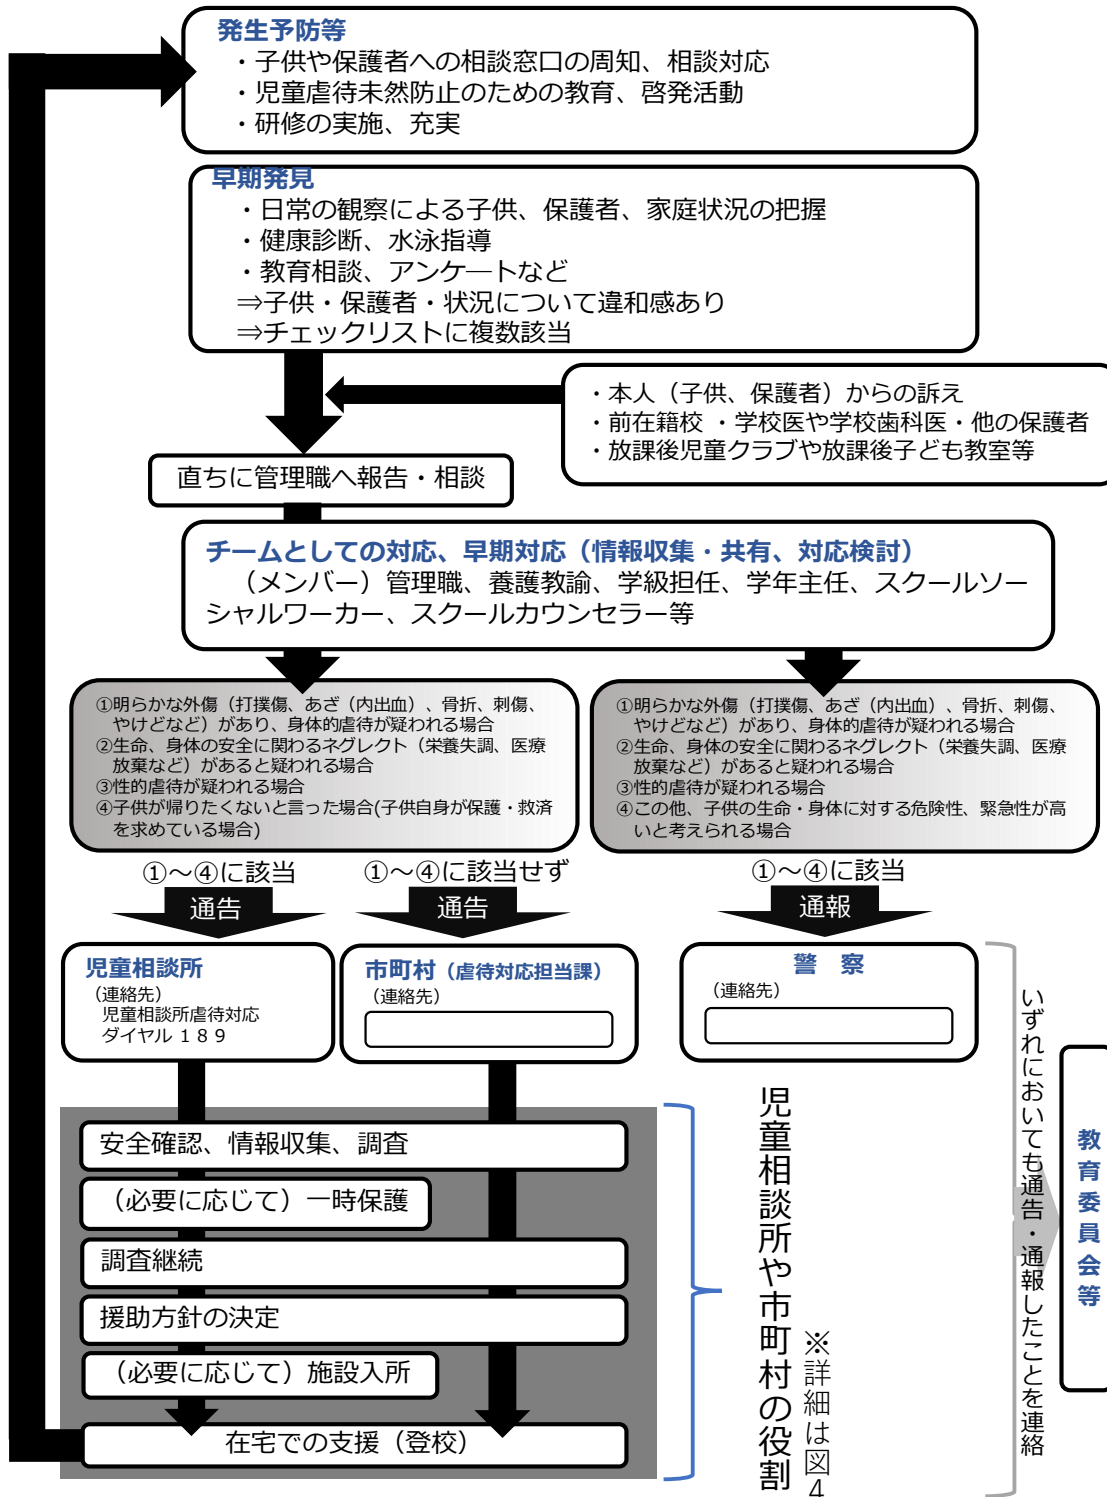 発生予防等
・子供や保護者への相談窓口の周知、相談対応
・児童虐待未然防止のための教育、啓発活動
・研修の実施、充実
早期発見
・日常の観察による子供、保護者、家庭状況の把握
・健康診断、水泳指導
・教育相談、アンケ―トなど
⇒子供・保護者・状況について違和感あり
⇒チェックリストに複数該当
・本人（子供、保護者）からの訴え
・前在籍校 ・学校医や学校歯科医・他の保護者
・放課後児童クラブや放課後子ども教室等
直ちに管理職へ報告・相談
チームとしての対応、早期対応（情報収集・共有、対応検討）
（メンバー）管理職、養護教諭、学級担任、学年主任、スクールソー
シャルワーカー、スクールカウンセラー等
①明らかな外傷（打撲傷、あざ（内出血）、骨折、刺傷、
やけどなど）があり、身体的虐待が疑われる場合
②生命、身体の安全に関わるネグレクト（栄養失調、医療
放棄など）があると疑われる場合
③性的虐待が疑われる場合
④子供が帰りたくないと言った場合(子供自身が保護・救済
を求めている場合)
①明らかな外傷（打撲傷、あざ（内出血）、骨折、刺傷、
やけどなど）があり、身体的虐待が疑われる場合
②生命、身体の安全に関わるネグレクト（栄養失調、医療
放棄など）があると疑われる場合
③性的虐待が疑われる場合
④この他、子供の生命・身体に対する危険性、緊急性が高
いと考えられる場合
①～④に該当
①～④に該当せず
①～④に該当
通告
通告
通報
児童相談所
（連絡先）
児童相談所虐待対応
ダイヤル １８９
市町村（虐待対応担当課）
（連絡先）
警　察
（連絡先）
いずれにおいても通告・通報したことを連絡
教育委員会等
安全確認、情報収集、調査
（必要に応じて）一時保護
調査継続
援助方針の決定
（必要に応じて）施設入所
在宅での支援（登校）
児童相談所や市町村の役割
※詳細は図４